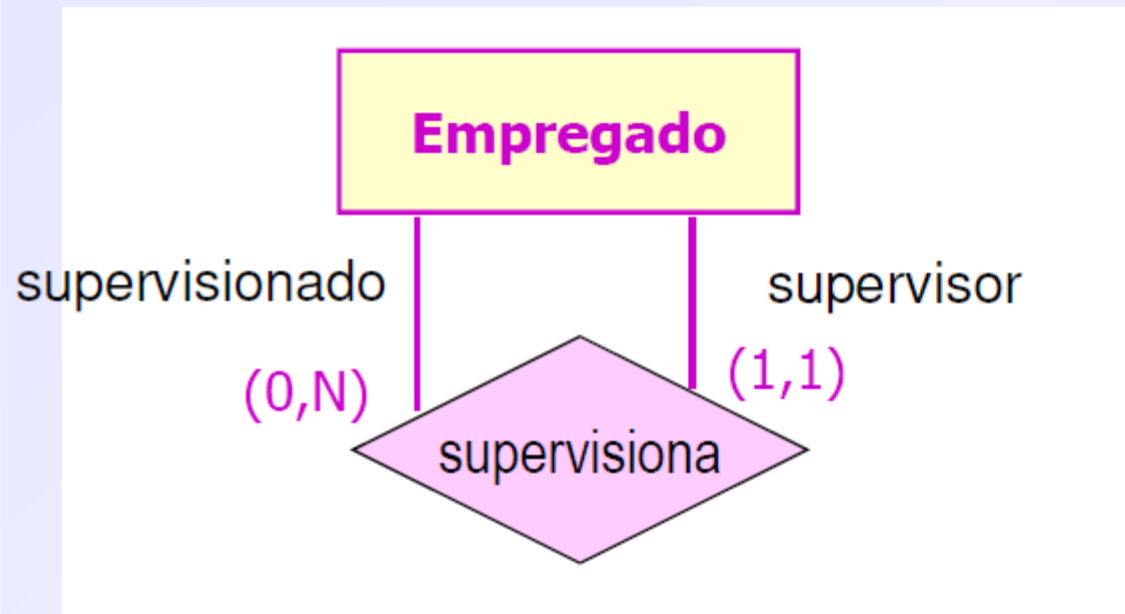 Empregado
supervisionado
supervisor
(0,N)
(1,1)
supervisiona